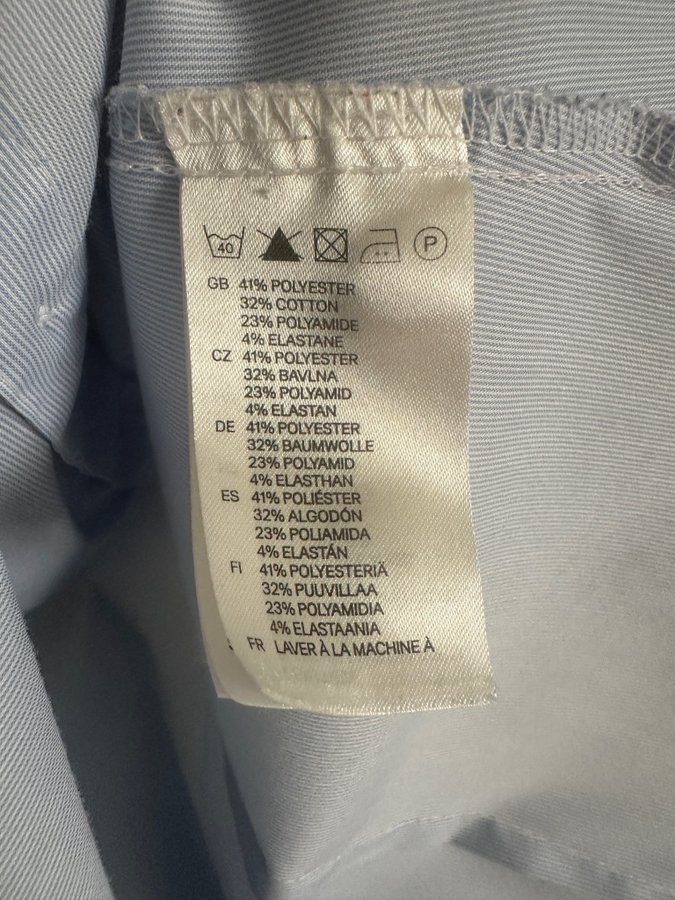 40 P
GB 41% POLYESTER
32% COTTON
23% POLYAMIDE
4% ELASTANE
CZ 41% POLYESTER
32% BAVLNA
23% POLYAMID
4% ELASTAN
DE 41% POLYESTER
32% BAUMWOLLE
23% POLYAMID
4% ELASTHAN
ES 41% POLIÉSTER
32% ALGODÓN
23% POLIAMIDA
4% ELASTÁN
FI 41% POLYESTERIÄ
32% PUUVILLAA
23% POLYAMIDIA
4% ELASTAANIA
FR LAVER À LA MACHINE À